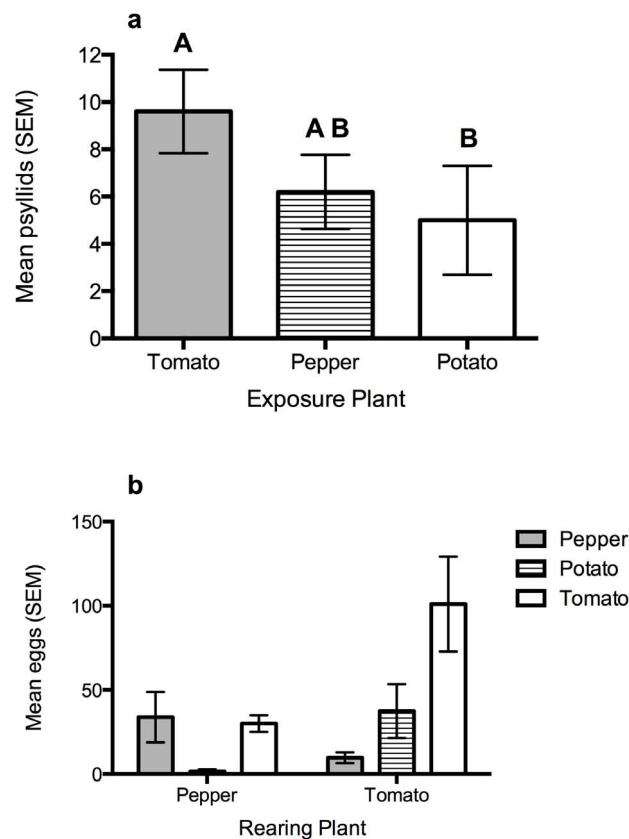 a
A
A B
B
Mean psyllids (SEM)
12
10
8
6
4
2
0
Tomato Pepper Potato
Exposure Plant
b
Mean eggs (SEM)
150
100
50
0
Pepper
Potato
Tomato
Pepper Tomato
Rearing Plant